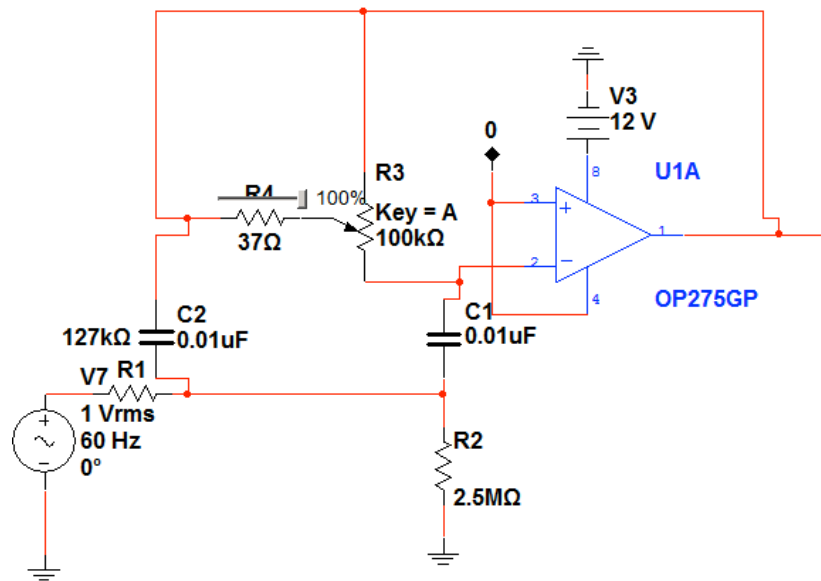 V3
12 V
0
8
U1A
R3
R4
100%
3
Key = A
1
37Ω
100kΩ
2
4
OP275GP
C2
C1
127kΩ
0.01uF
0.01uF
V7
R1
1 Vrms
60 Hz
0°
R2
2.5MΩ